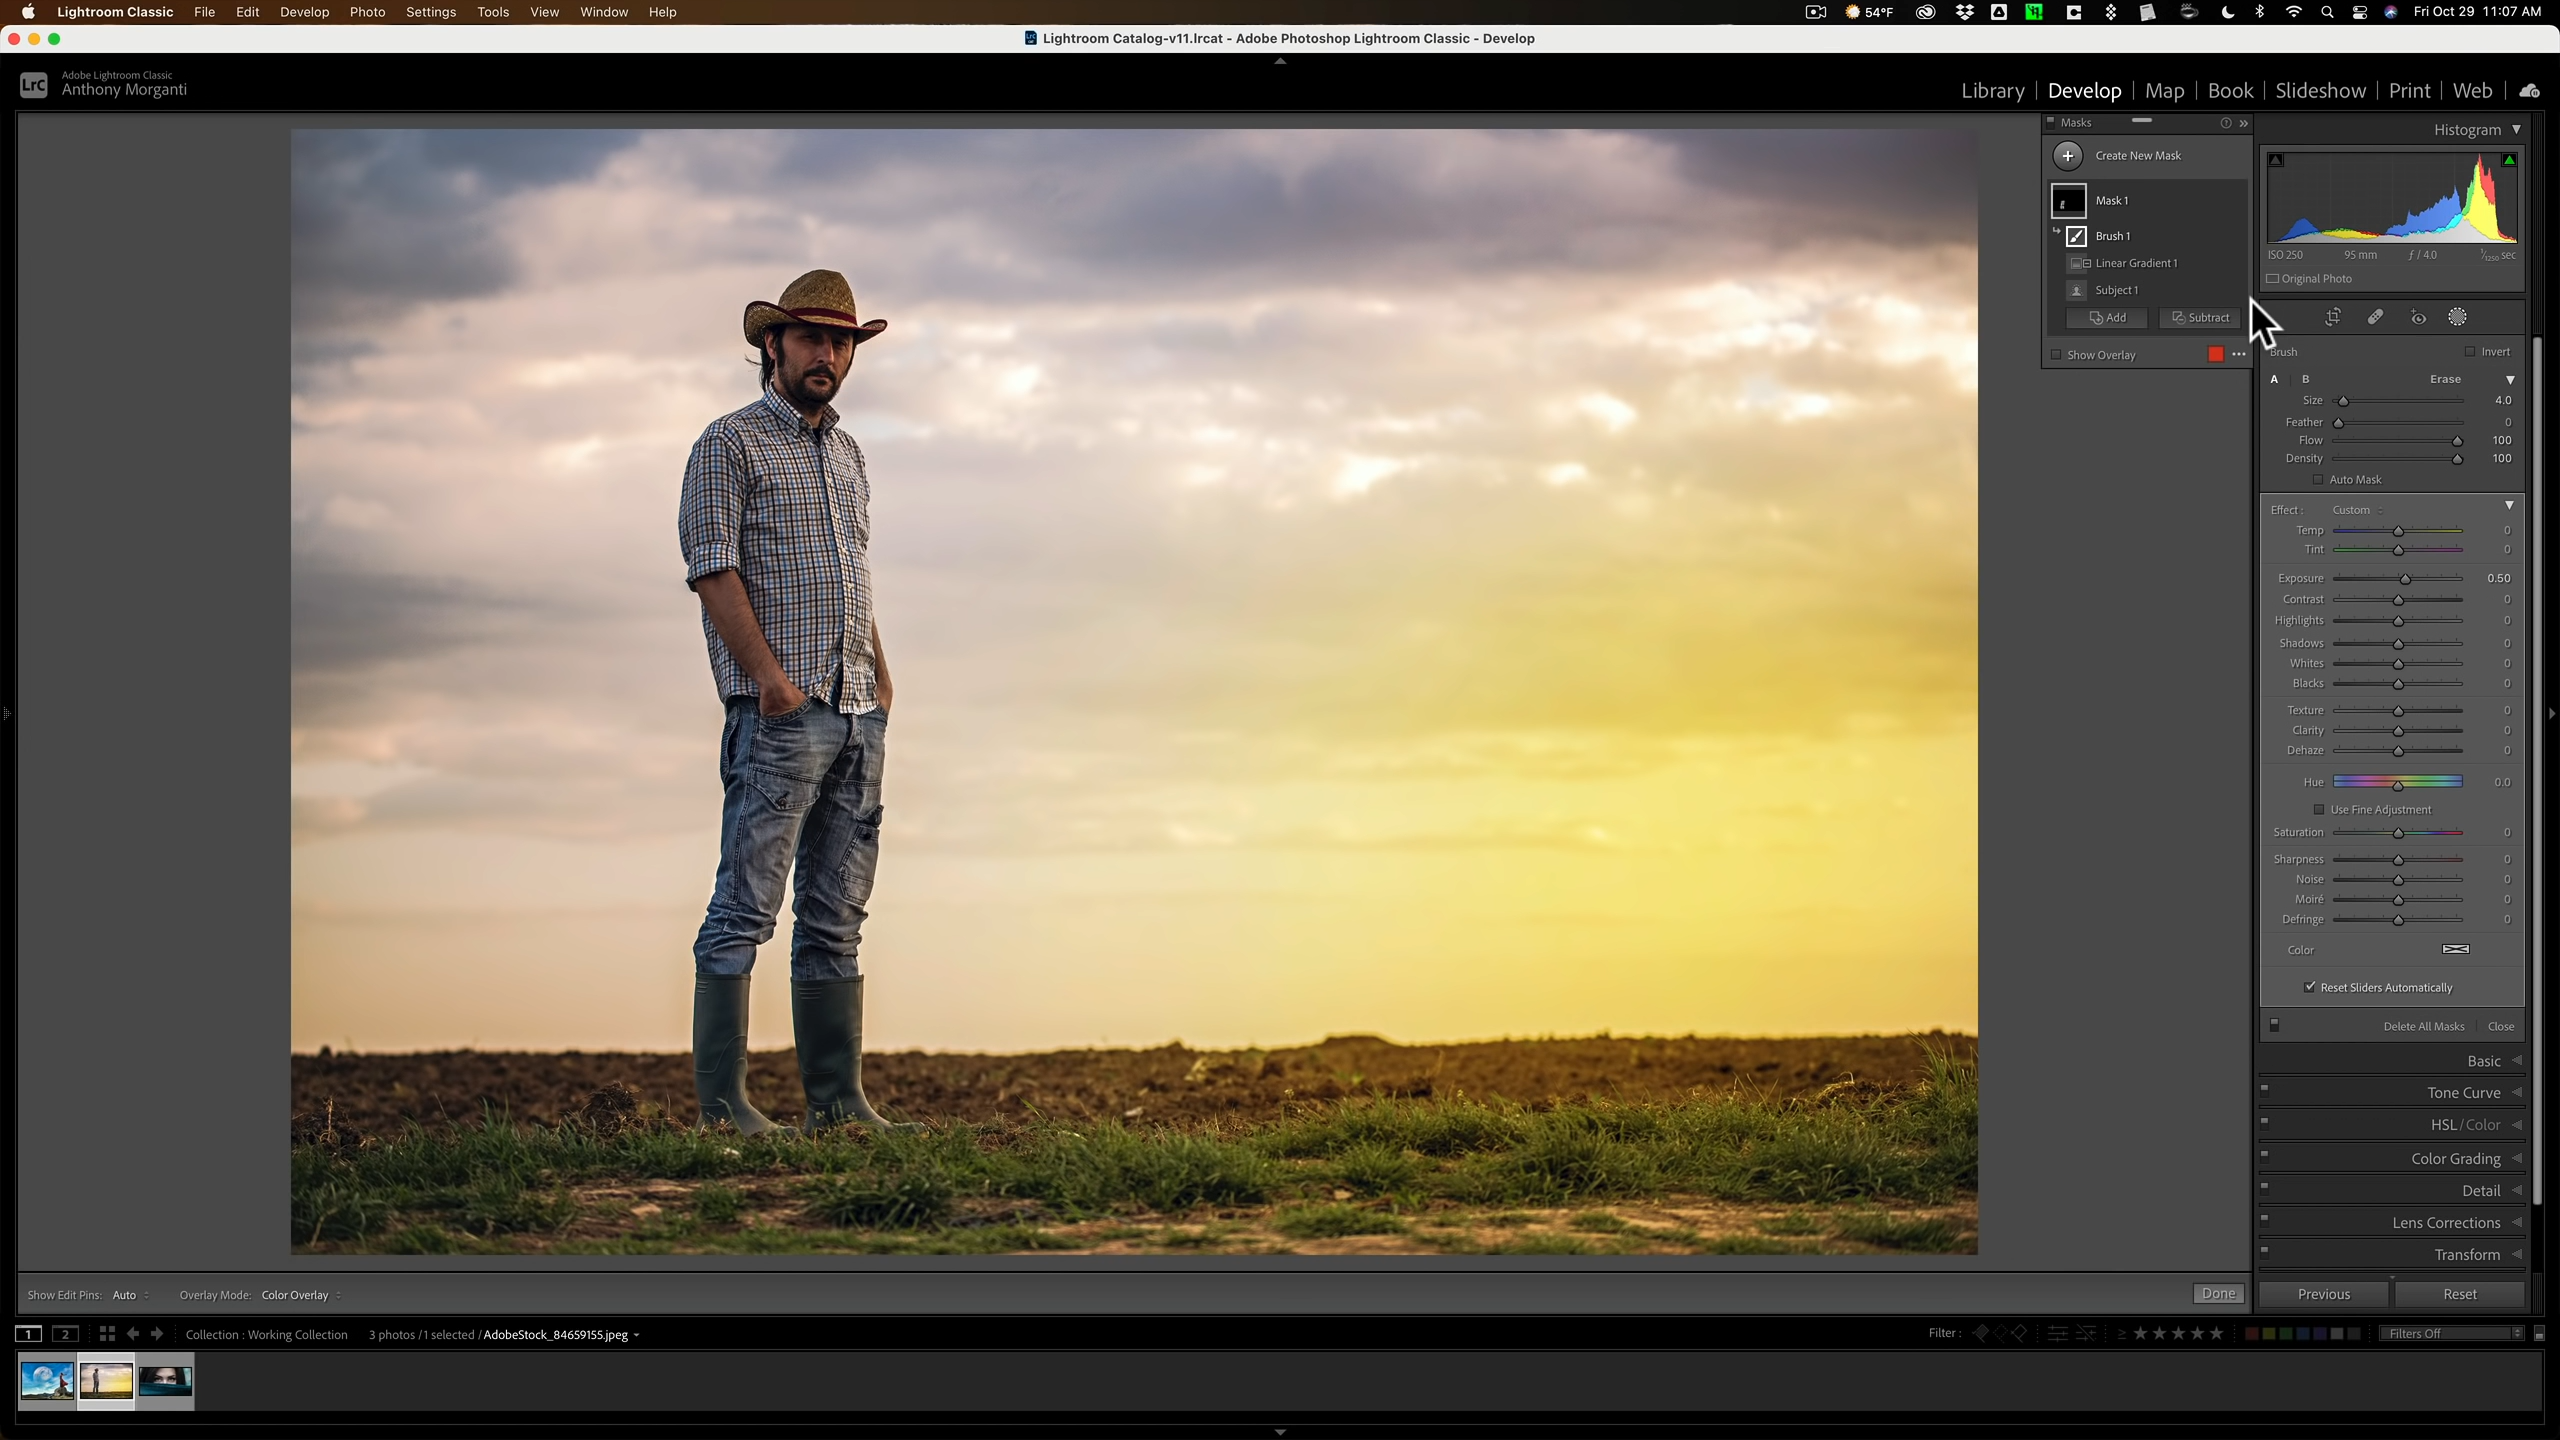 Lightroom Classic File Edit Develop Photo Settings Tools View Window Help 54°F Fri Oct 29 11:07 AM
Lightroom Catalog-v11.lrcat - Adobe Photoshop Lightroom Classic - Develop
LrC Adobe Lightroom Classic
Anthony Morganti
Library | Develop | Map | Book | Slideshow | Print | Web
Masks
Create New Mask
Mask 1
Brush 1
Linear Gradient 1
Subject 1
Add Subtract
Show Overlay
Histogram
ISO 250 95 mm ƒ / 4.0 1/1250 sec
Original Photo
Brush Invert
A B Erase
Size 4.0
Feather 0
Flow 100
Density 100
Auto Mask
Effect : Custom
Temp 0
Tint 0
Exposure 0.50
Contrast 0
Highlights 0
Shadows 0
Whites 0
Blacks 0
Texture 0
Clarity 0
Dehaze 0
Hue 0.0
Use Fine Adjustment
Saturation 0
Sharpness 0
Noise 0
Moiré 0
Defringe 0
Color
Reset Sliders Automatically
Delete All Masks Close
Basic
Tone Curve
HSL / Color
Color Grading
Detail
Lens Corrections
Transform
Previous Reset
Show Edit Pins: Auto Overlay Mode: Color Overlay Done
1 2 Collection : Working Collection 3 photos / 1 selected / AdobeStock_84659155.jpeg Filter : ≥ Filters Off